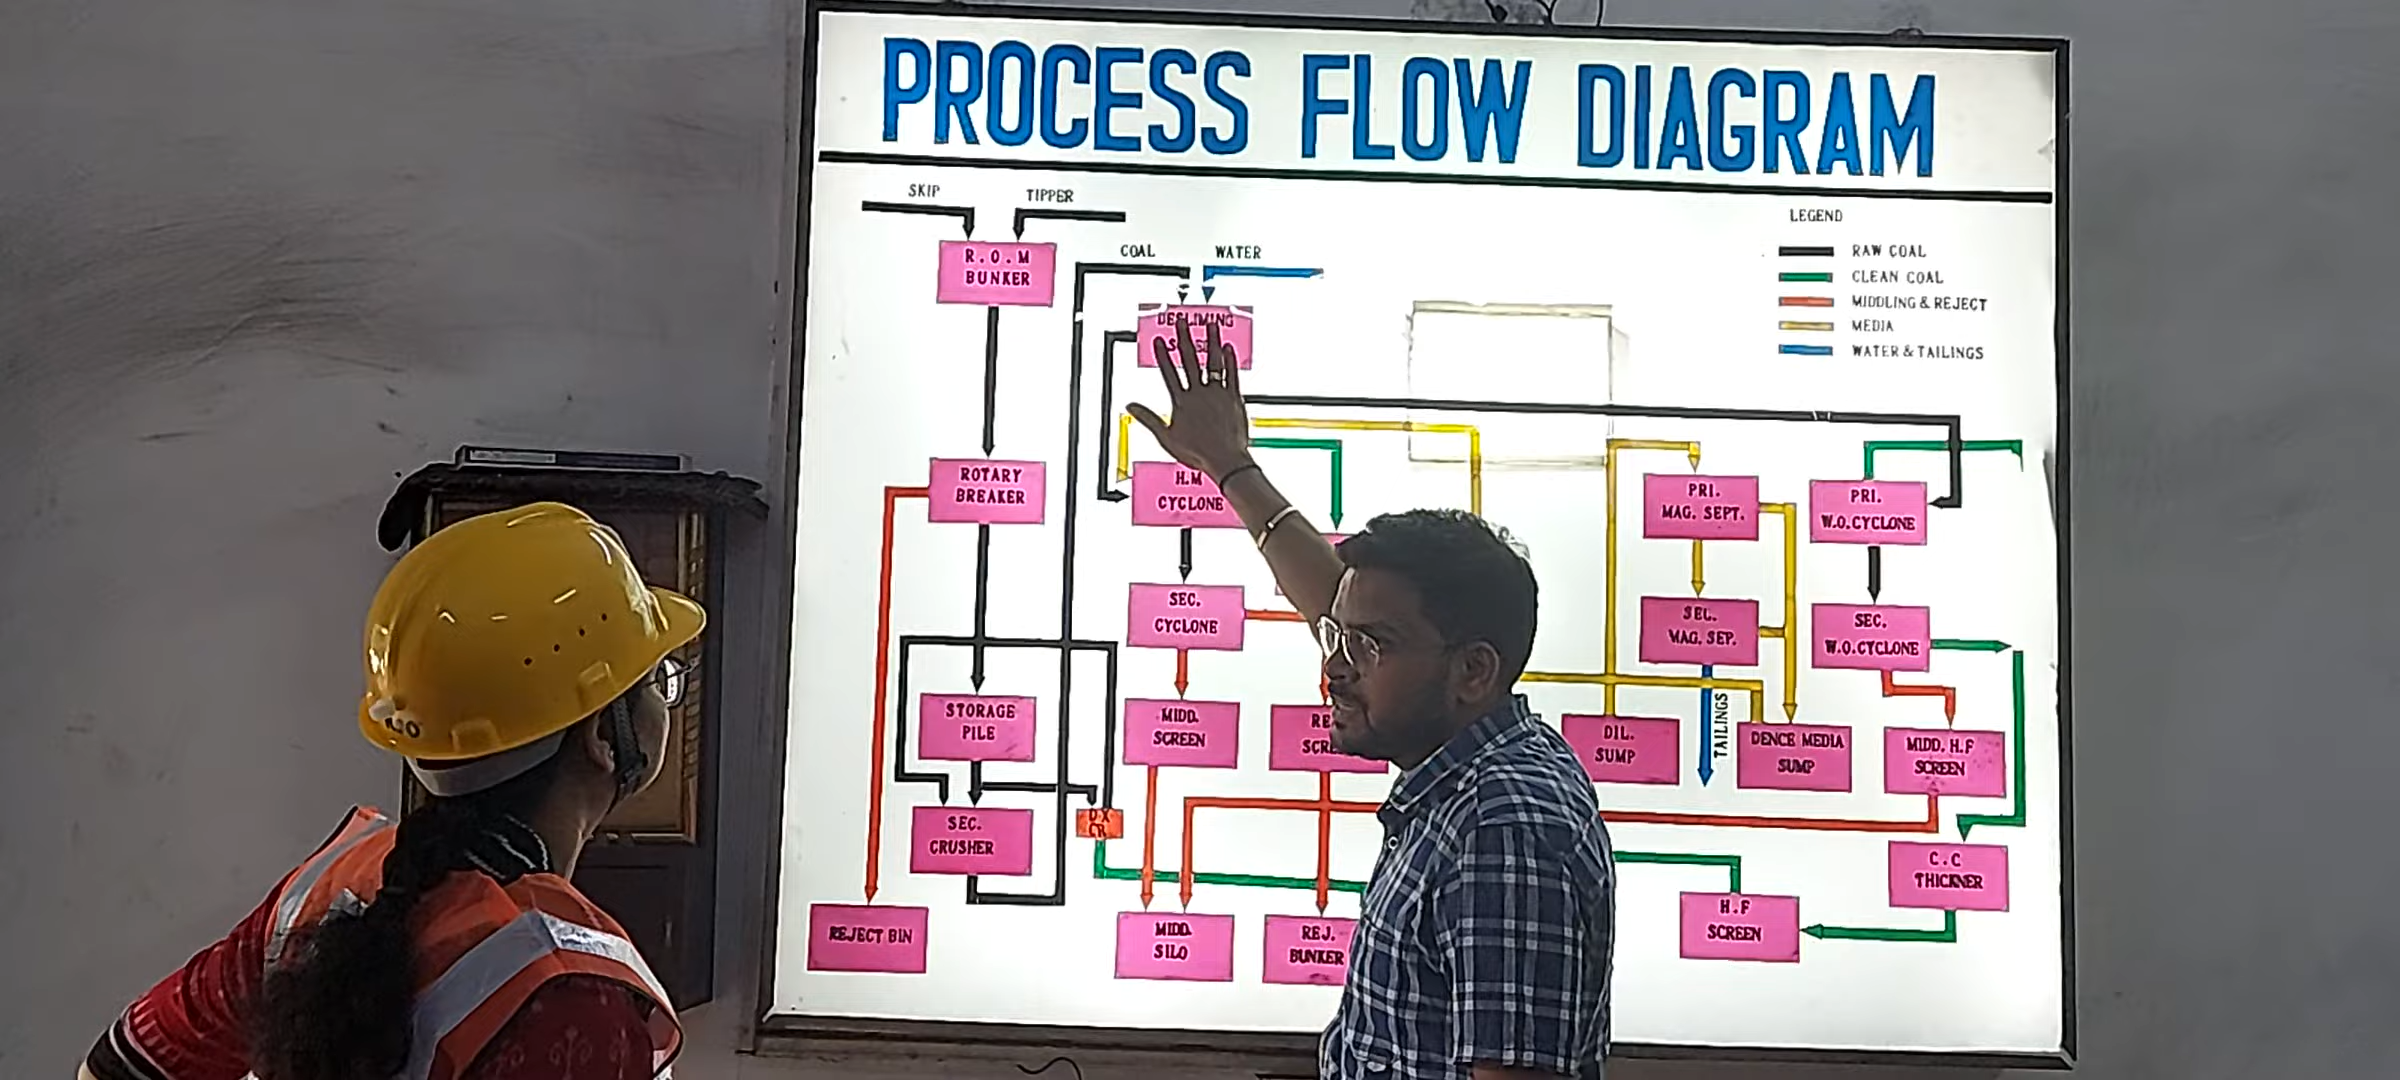 PROCESS FLOW DIAGRAM
SKIP
TIPPER
LEGEND
R.O.M
BUNKER
COAL
WATER
RAW COAL
CLEAN COAL
MIDDLING & REJECT
MEDIA
WATER & TAILINGS
DESLIMING
ROTARY
BREAKER
H.M
CYCLONE
PRI.
MAG. SEPT.
PRI.
W.O.CYCLONE
SEC.
CYCLONE
SEC.
MAG. SEP.
SEC.
W.O.CYCLONE
STORAGE
PILE
MIDD.
SCREEN
DIL.
SUMP
TAILINGS
DENCE MEDIA
SUMP
MIDD. H.F
SCREEN
SEC.
CRUSHER
CR
C.C
THICKNER
REJECT BIN
MIDD.
SILO
REJ.
BUNKER
H.F
SCREEN